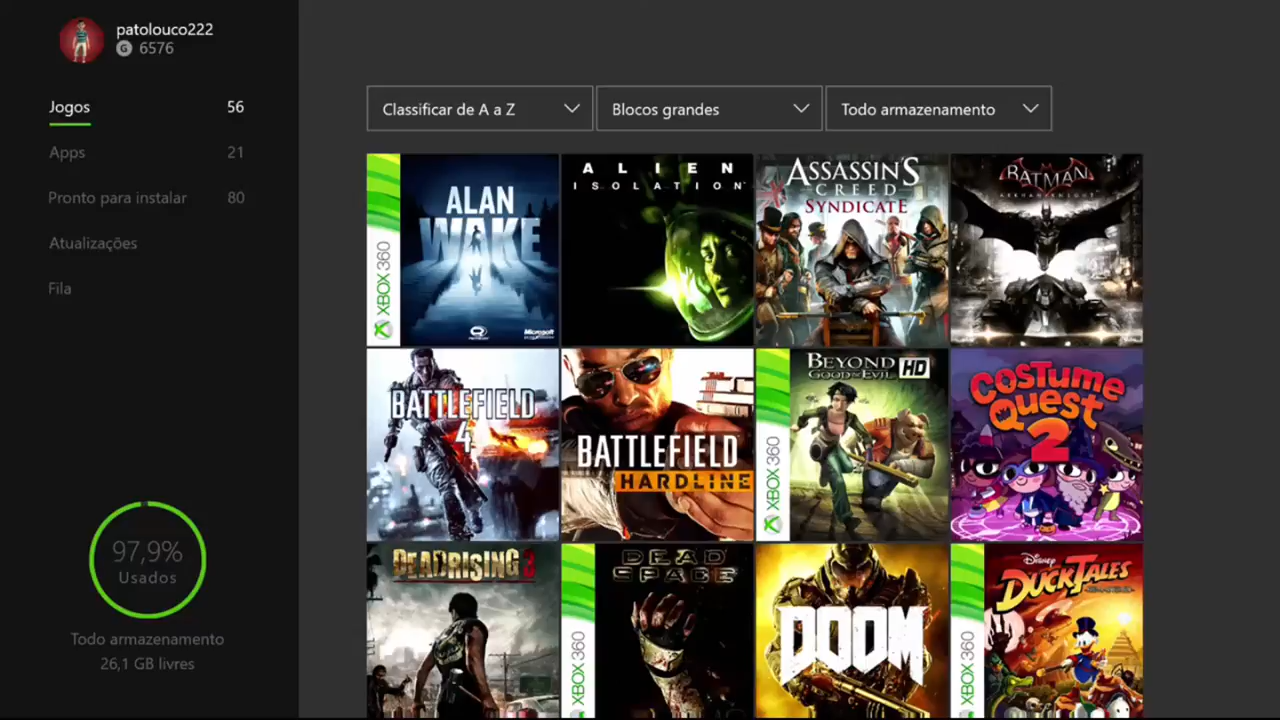 patolouco222
G 6576
Jogos 56
Apps 21
Pronto para instalar 80
Atualizações
Fila
97,9%
Usados
Todo armazenamento
26,1 GB livres
Classificar de A a Z
Blocos grandes
Todo armazenamento
XBOX 360
ALAN
WAKE
Microsoft
ALIEN
ISOLATION
ASSASSIN'S
CREED
SYNDICATE
BATMAN
ARKHAM KNIGHT
BATTLEFIELD
4
BATTLEFIELD
HARDLINE
XBOX 360
BEYOND
GOOD & EVIL HD
COSTUME
QUEST
2
DEADRISING 3
XBOX 360
DEAD
SPACE
DOOM
XBOX 360
Disney
DUCKTALES